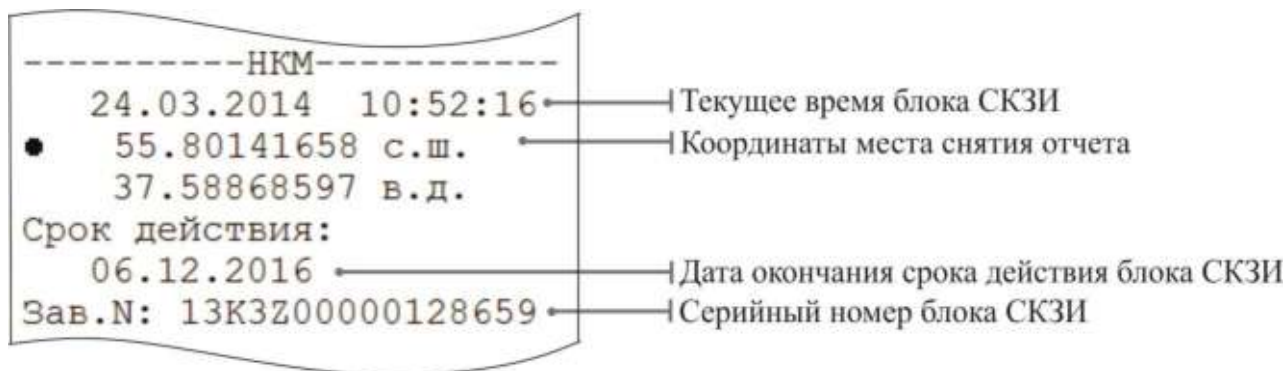 ----------НКМ-----------
24.03.2014 10:52:16
Текущее время блока СКЗИ
● 55.80141658 с.ш.
Координаты места снятия отчета
37.58868597 в.д.
Срок действия:
06.12.2016
Дата окончания срока действия блока СКЗИ
Зав.N: 13K3Z00000128659
Серийный номер блока СКЗИ